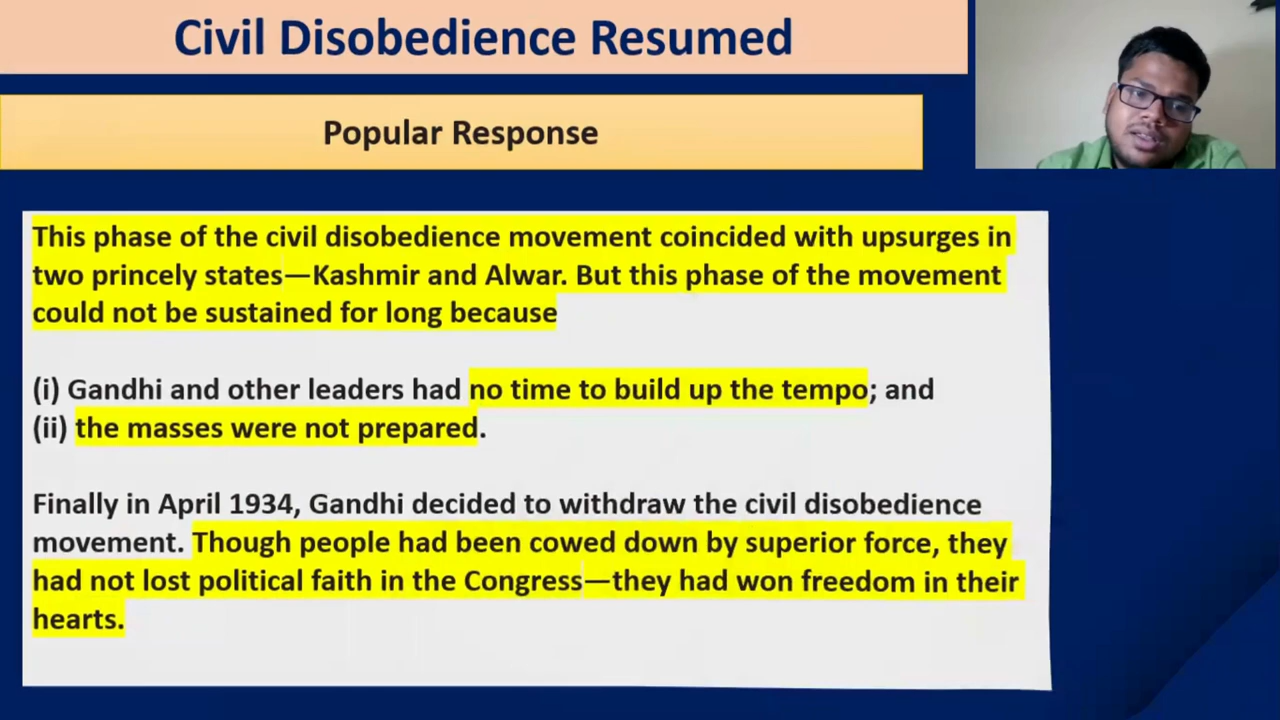 Civil Disobedience Resumed
Popular Response
This phase of the civil disobedience movement coincided with upsurges in
two princely states—Kashmir and Alwar. But this phase of the movement
could not be sustained for long because
(i) Gandhi and other leaders had no time to build up the tempo; and
(ii) the masses were not prepared.
Finally in April 1934, Gandhi decided to withdraw the civil disobedience
movement. Though people had been cowed down by superior force, they
had not lost political faith in the Congress—they had won freedom in their
hearts.